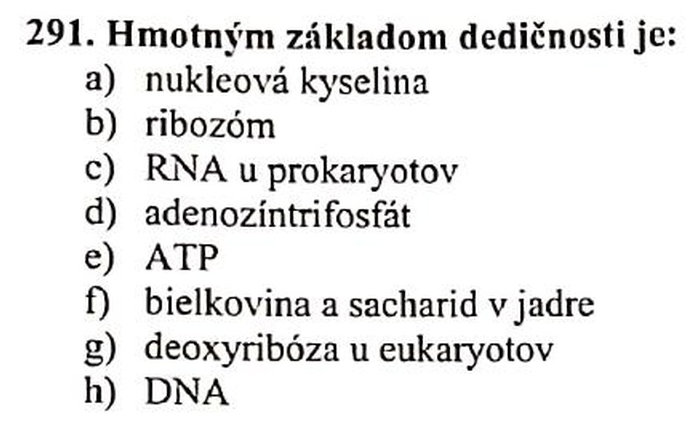 291. Hmotným základom dedičnosti je:
a) nukleová kyselina
b) ribozóm
c) RNA u prokaryotov
d) adenozíntrifosfát
e) ATP
f) bielkovina a sacharid v jadre
g) deoxyribóza u eukaryotov
h) DNA